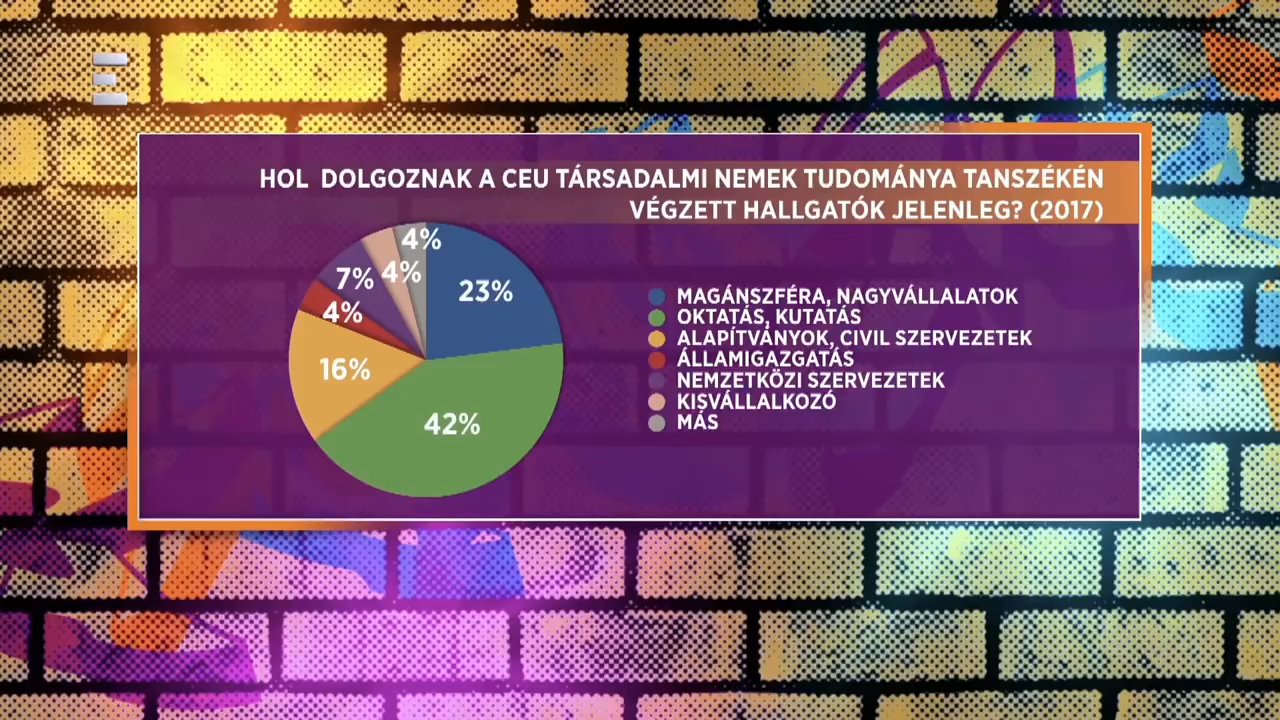 HOL DOLGOZNAK A CEU TÁRSADALMI NEMEK TUDOMÁNYA TANSZÉKÉN
VÉGZETT HALLGATÓK JELENLEG? (2017)
4%
4%
7%
23%
4%
16%
42%
MAGÁNSZFÉRA, NAGYVÁLLALATOK
OKTATÁS, KUTATÁS
ALAPÍTVÁNYOK, CIVIL SZERVEZETEK
ÁLLAMIGAZGATÁS
NEMZETKÖZI SZERVEZETEK
KISVÁLLALKOZÓ
MÁS